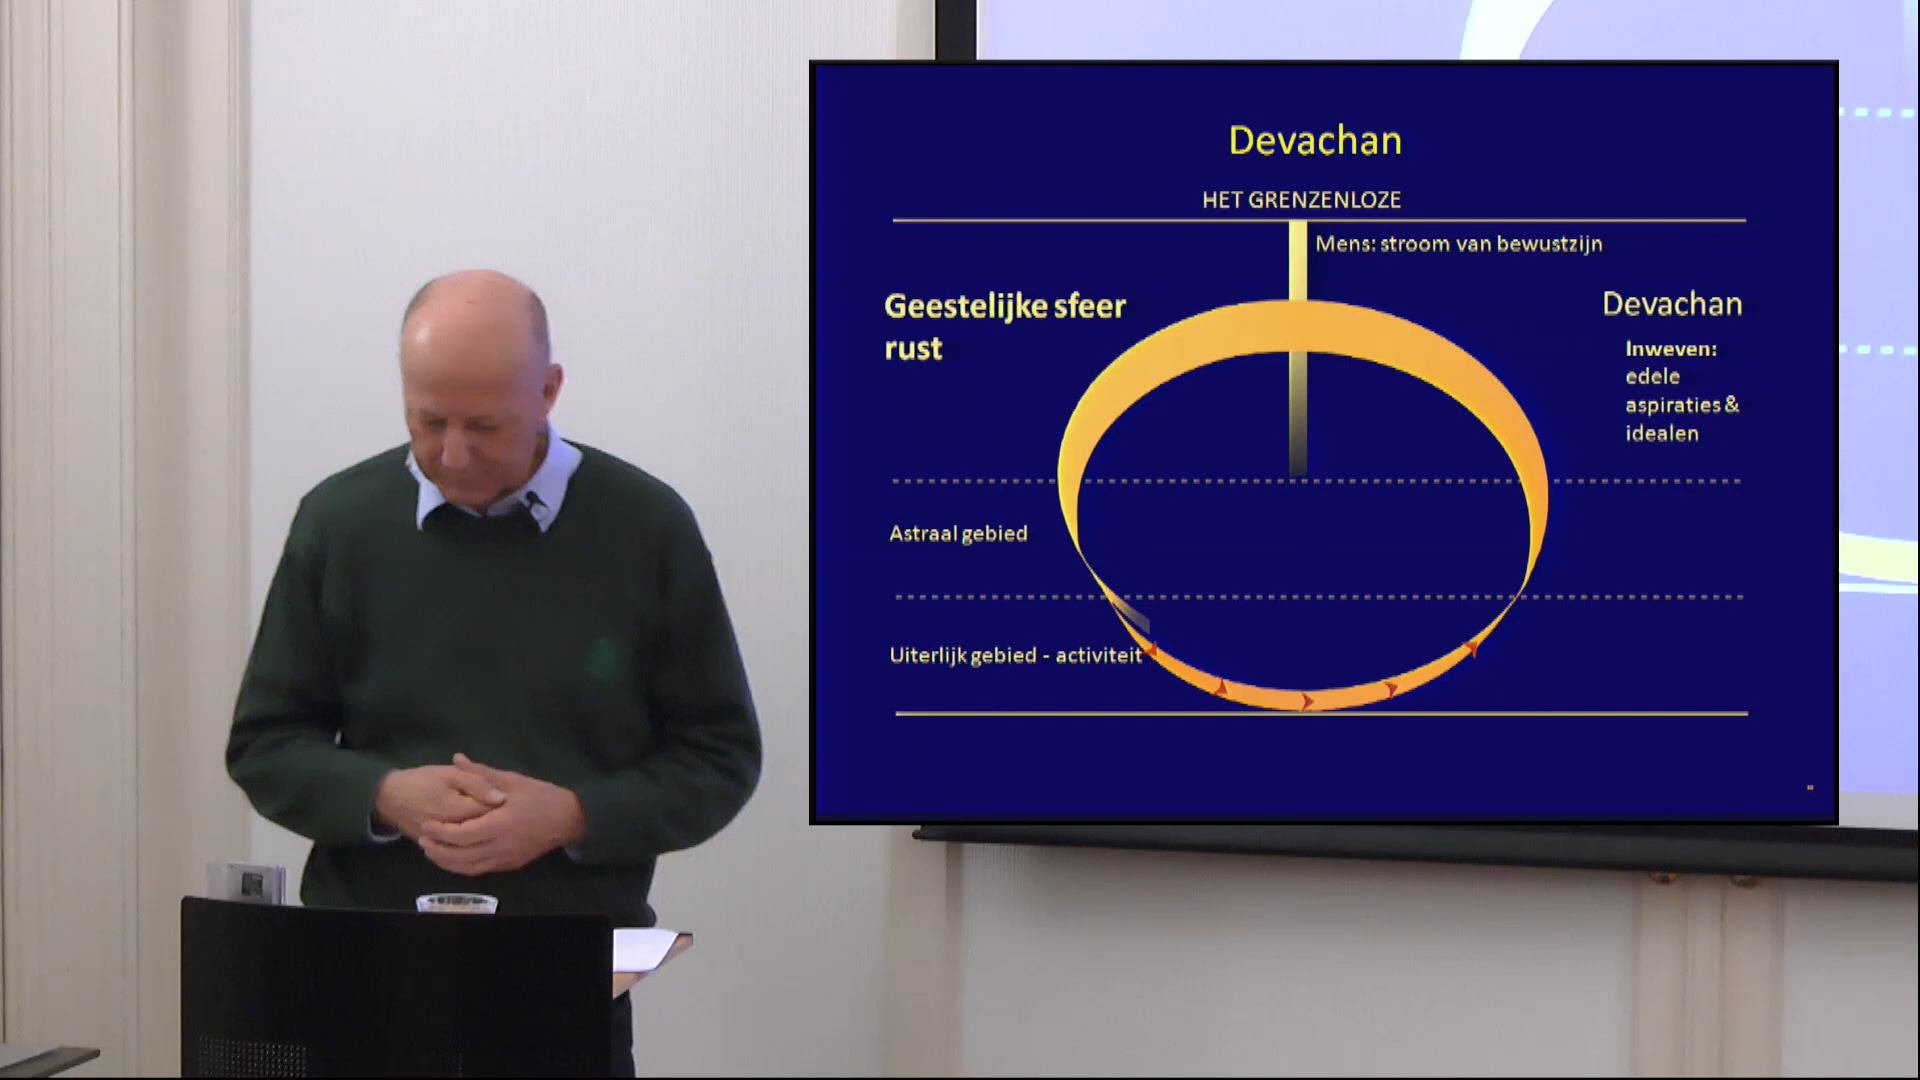 Devachan
HET GRENZENLOZE
Mens: stroom van bewustzijn
Geestelijke sfeer
rust
Devachan
Inweven:
edele
aspiraties &
idealen
Astraal gebied
Uiterlijk gebied - activiteit